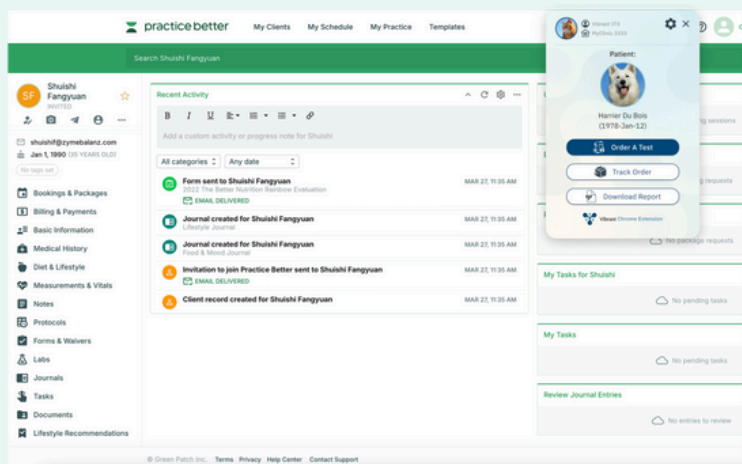 practice better
My Clients
My Schedule
My Practice
Templates
Search Shuishi Fangyuan
SF
Shuishi
Fangyuan
INVITED
shuishif@zymebalanz.com
Jan 1, 1990 (35 YEARS OLD)
No tags set
Bookings & Packages
Billing & Payments
Basic Information
Medical History
Diet & Lifestyle
Measurements & Vitals
Notes
Protocols
Forms & Waivers
Labs
Journals
Tasks
Documents
Lifestyle Recommendations
Recent Activity
B I U
Add a custom activity or progress note for Shuishi
All categories
Any date
Form sent to Shuishi Fangyuan
MAR 27, 11:35 AM
2022 The Better Nutrition Rainbow Evaluation
EMAIL DELIVERED
Journal created for Shuishi Fangyuan
MAR 27, 11:35 AM
Lifestyle Journal
Journal created for Shuishi Fangyuan
MAR 27, 11:35 AM
Food & Mood Journal
Invitation to join Practice Better sent to Shuishi Fangyuan
MAR 27, 11:35 AM
EMAIL DELIVERED
Client record created for Shuishi Fangyuan
MAR 27, 11:35 AM
MyClinic 3333
Patient:
Harrier Du Bois
(1978-Jan-12)
Order A Test
Track Order
Download Report
Vibrant Chrome Extension
ng sessions
requests
No package requests
My Tasks for Shuishi
No pending tasks
My Tasks
No pending tasks
Review Journal Entries
No entries to review
© Green Patch Inc.
Terms
Privacy
Help Center
Contact Support